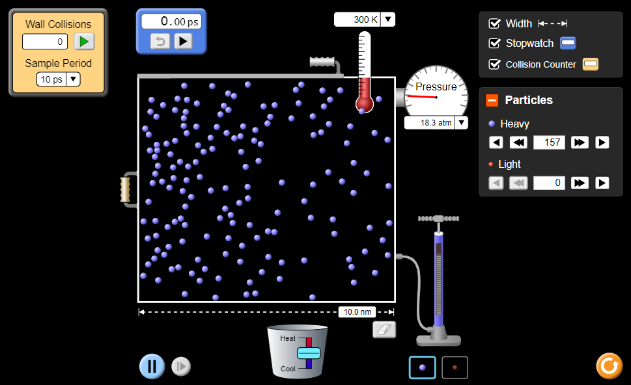 Wall Collisions
0
Sample Period
10 ps
0.00 ps
300 K
Pressure
18.3 atm
Width
Stopwatch
Collision Counter
Particles
Heavy
157
Light
0
10.0 nm
Heat
Cool